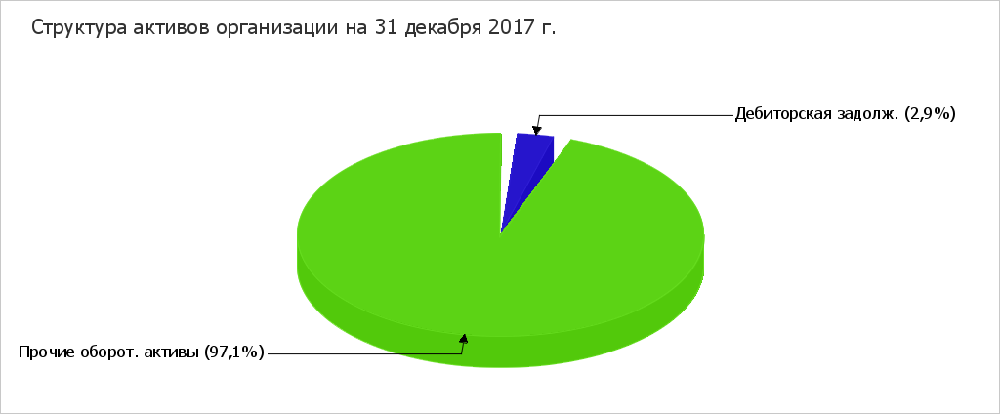 Структура активов организации на 31 декабря 2017 г.
Дебиторская задолж. (2,9%)
Прочие оборот. активы (97,1%)